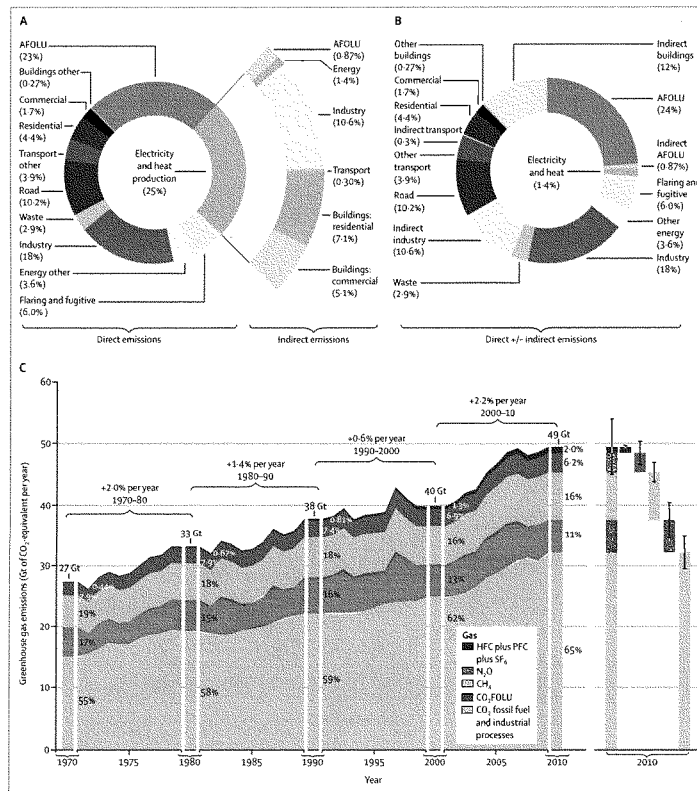 A
AFOLU
(23%)
Buildings other
(0·27%)
Commercial
(1·7%)
Residential
(4·4%)
Transport
other
(3·9%)
Road
(10·2%)
Waste
(2·9%)
Industry
(18%)
Energy other
(3·6%)
Flaring and fugitive
(6·0%)
Electricity
and heat
production
(25%)
AFOLU
(0·87%)
Energy
(1·4%)
Industry
(10·6%)
Transport
(0·30%)
Buildings:
residential
(7·1%)
Buildings:
commercial
(5·1%)
Direct emissions
Indirect emissions
B
Other
buildings
(0·27%)
Commercial
(1·7%)
Residential
(4·4%)
Indirect transport
(0·3%)
Other
transport
(3·9%)
Road
(10·2%)
Indirect
industry
(10·6%)
Waste
(2·9%)
Electricity
and heat
(1·4%)
Indirect
buildings
(12%)
AFOLU
(24%)
Indirect
AFOLU
(0·87%)
Flaring and
fugitive
(6·0%)
Other
energy
(3·6%)
Industry
(18%)
Direct +/- indirect emissions
C
Greenhouse gas emissions (Gt of CO₂-equivalent per year)
60
50
40
30
20
10
0
+2·0% per year
1970–80
+1·4% per year
1980–90
+0·6% per year
1990–2000
+2·2% per year
2000–10
27 Gt
19%
17%
55%
33 Gt
0·67%
18%
15%
58%
38 Gt
0·81%
18%
16%
59%
40 Gt
1·3%
16%
13%
62%
49 Gt
2·0%
6·2%
16%
11%
65%
Gas
HFC plus PFC
plus SF₆
N₂O
CH₄
CO₂ FOLU
CO₂ fossil fuel
and industrial
processes
1970
1975
1980
1985
1990
1995
2000
2005
2010
2010
Year